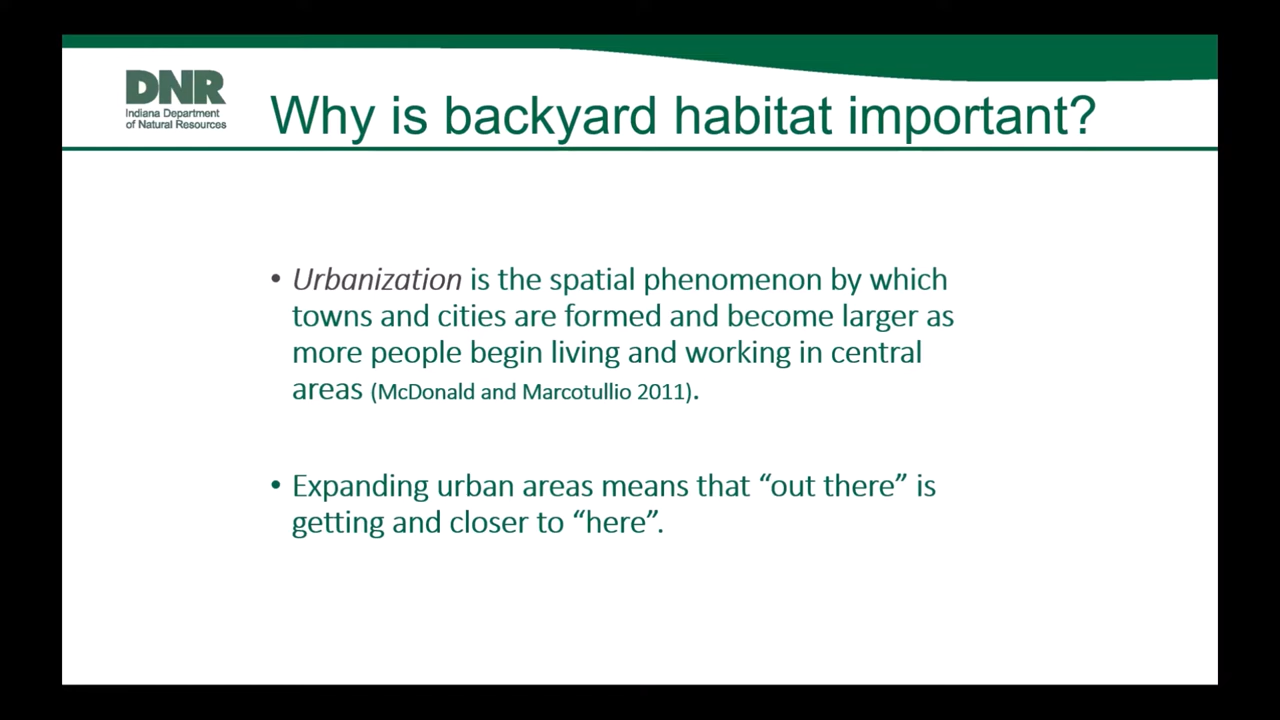 DNR
Indiana Department
of Natural Resources
Why is backyard habitat important?
• Urbanization is the spatial phenomenon by which
towns and cities are formed and become larger as
more people begin living and working in central
areas (McDonald and Marcotullio 2011).
• Expanding urban areas means that “out there” is
getting and closer to “here”.